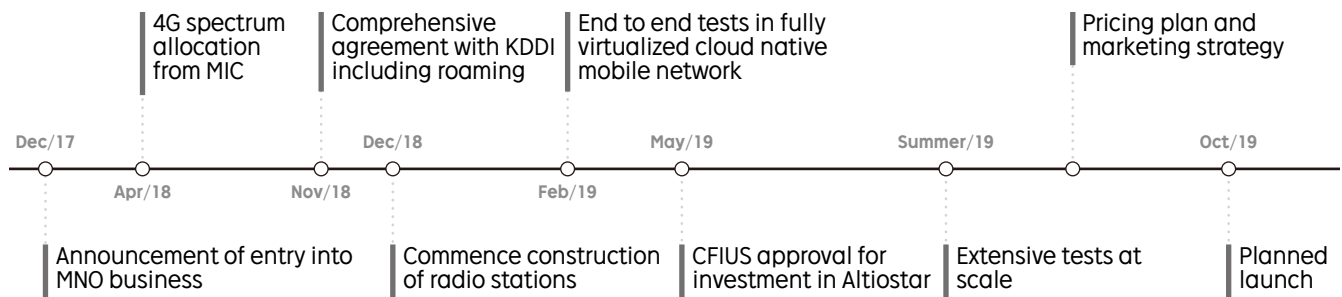 4G spectrum
allocation
from MIC
Comprehensive
agreement with KDDI
including roaming
End to end tests in fully
virtualized cloud native
mobile network
Pricing plan and
marketing strategy
Dec/17
Dec/18
May/19
Summer/19
Oct/19
Apr/18
Nov/18
Feb/19
Announcement of entry into
MNO business
Commence construction
of radio stations
CFIUS approval for
investment in Altiostar
Extensive tests at
scale
Planned
launch